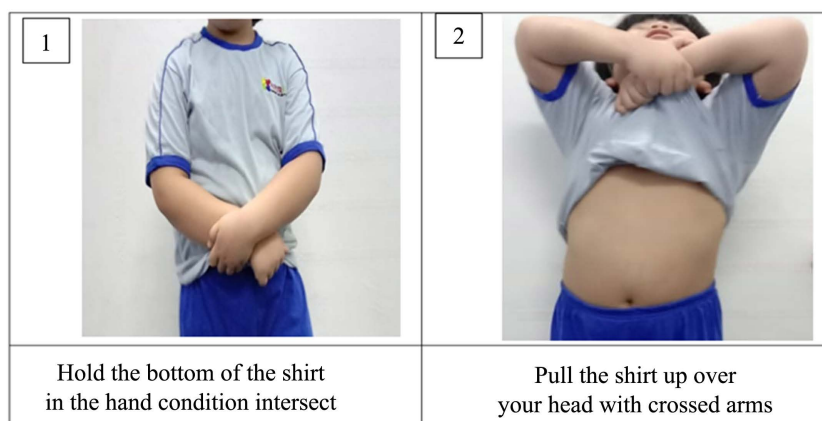 1
2
Hold the bottom of the shirt
in the hand condition intersect
Pull the shirt up over
your head with crossed arms